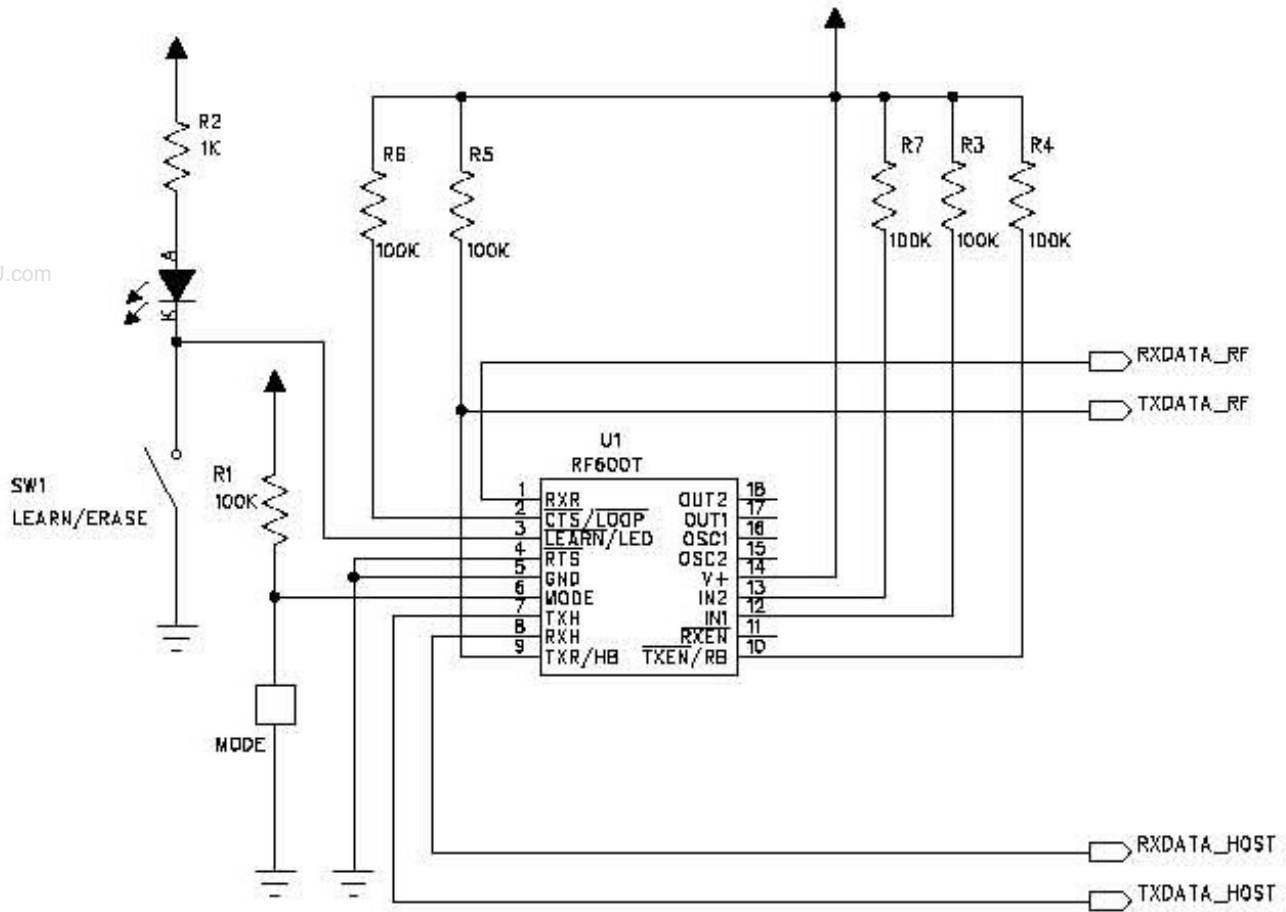 R2
1K
R6
R5
R7
R3
R4
100K
100K
100K
100K
100K
A
J.com
K
RXDATA_RF
TXDATA_RF
U1
RF600T
R1
100K
SW1
LEARN/ERASE
1 RXR OUT2 18
2 CTS/LOOP OUT1 17
3 LEARN/LED OSC1 16
4 RTS OSC2 15
5 GND V+ 14
6 MODE IN2 13
7 TXH IN1 12
8 RXH RXEN 11
9 TXR/HB TXEN/RB 10
MODE
RXDATA_HOST
TXDATA_HOST